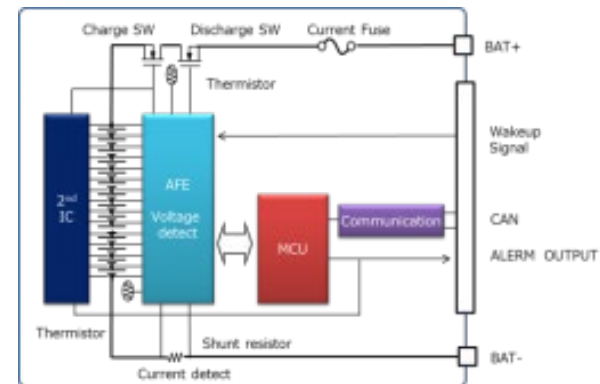 Charge SW Discharge SW Current Fuse
BAT+
Thermistor
Wakeup
Signal
AFE
2nd
IC
Voltage
detect
Communication
CAN
MCU
ALERM OUTPUT
Thermistor
Shunt resistor
BAT-
Current detect